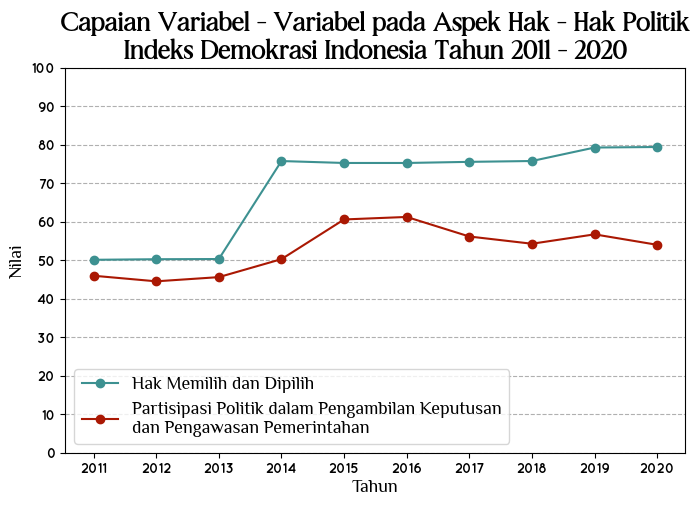 Capaian Variabel - Variabel pada Aspek Hak - Hak Politik
Indeks Demokrasi Indonesia Tahun 2011 - 2020
100
90
80
70
60
50
40
30
20
10
0
Nilai
Hak Memilih dan Dipilih
Partisipasi Politik dalam Pengambilan Keputusan
dan Pengawasan Pemerintahan
2011 2012 2013 2014 2015 2016 2017 2018 2019 2020
Tahun